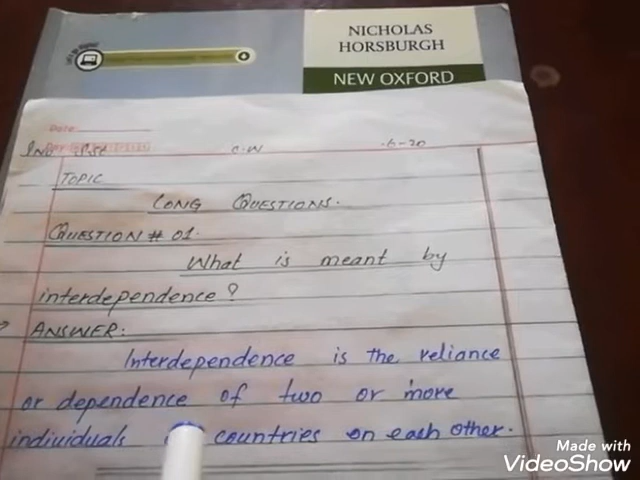 NICHOLAS
HORSBURGH
NEW OXFORD
Date
C.W
-6-20
TOPIC
LONG QUESTIONS.
QUESTION # 01.
What is meant by
interdependence?
ANSWER:
Interdependence is the reliance
or dependence of two or more
individuals countries on each other.
Made with
VideoShow